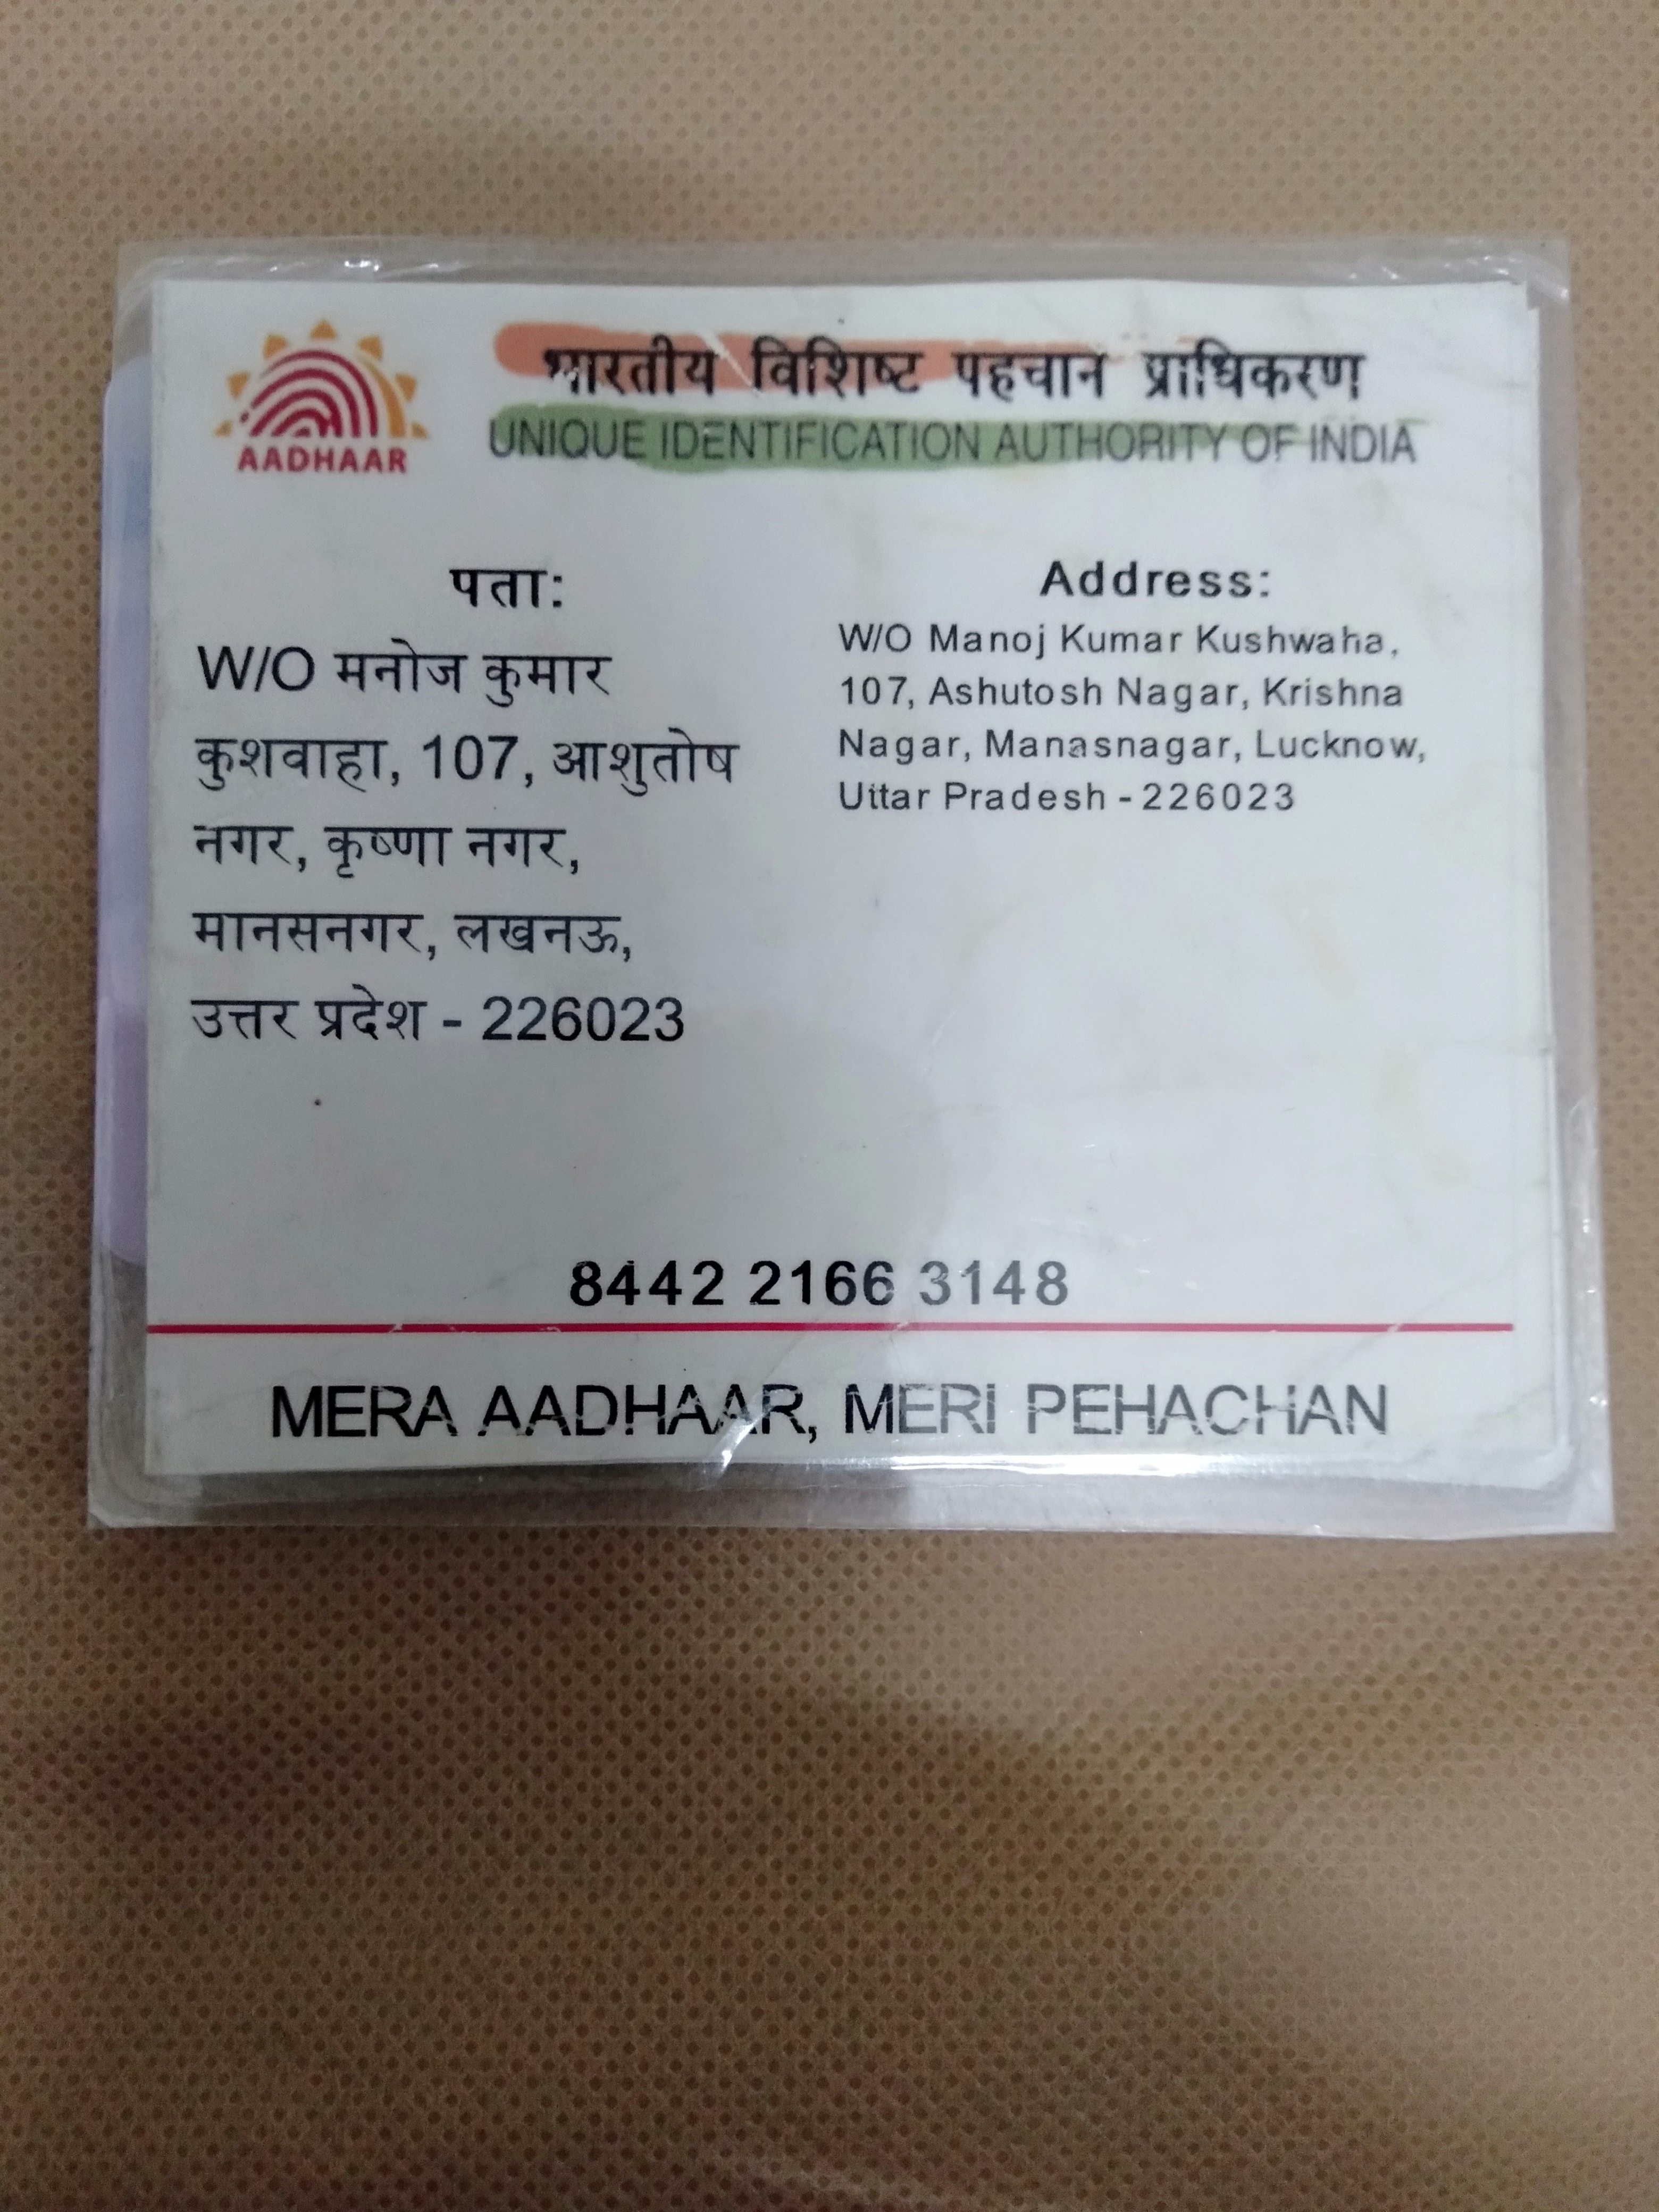 AADHAAR
भारतीय विशिष्ट पहचान प्राधिकरण
UNIQUE IDENTIFICATION AUTHORITY OF INDIA
पता:
W/O मनोज कुमार
कुशवाहा, 107, आशुतोष
नगर, कृष्णा नगर,
मानसनगर, लखनऊ,
उत्तर प्रदेश - 226023
Address:
W/O Manoj Kumar Kushwaha,
107, Ashutosh Nagar, Krishna
Nagar, Manasnagar, Lucknow,
Uttar Pradesh - 226023
8442 2166 3148
MERA AADHAAR, MERI PEHACHAN